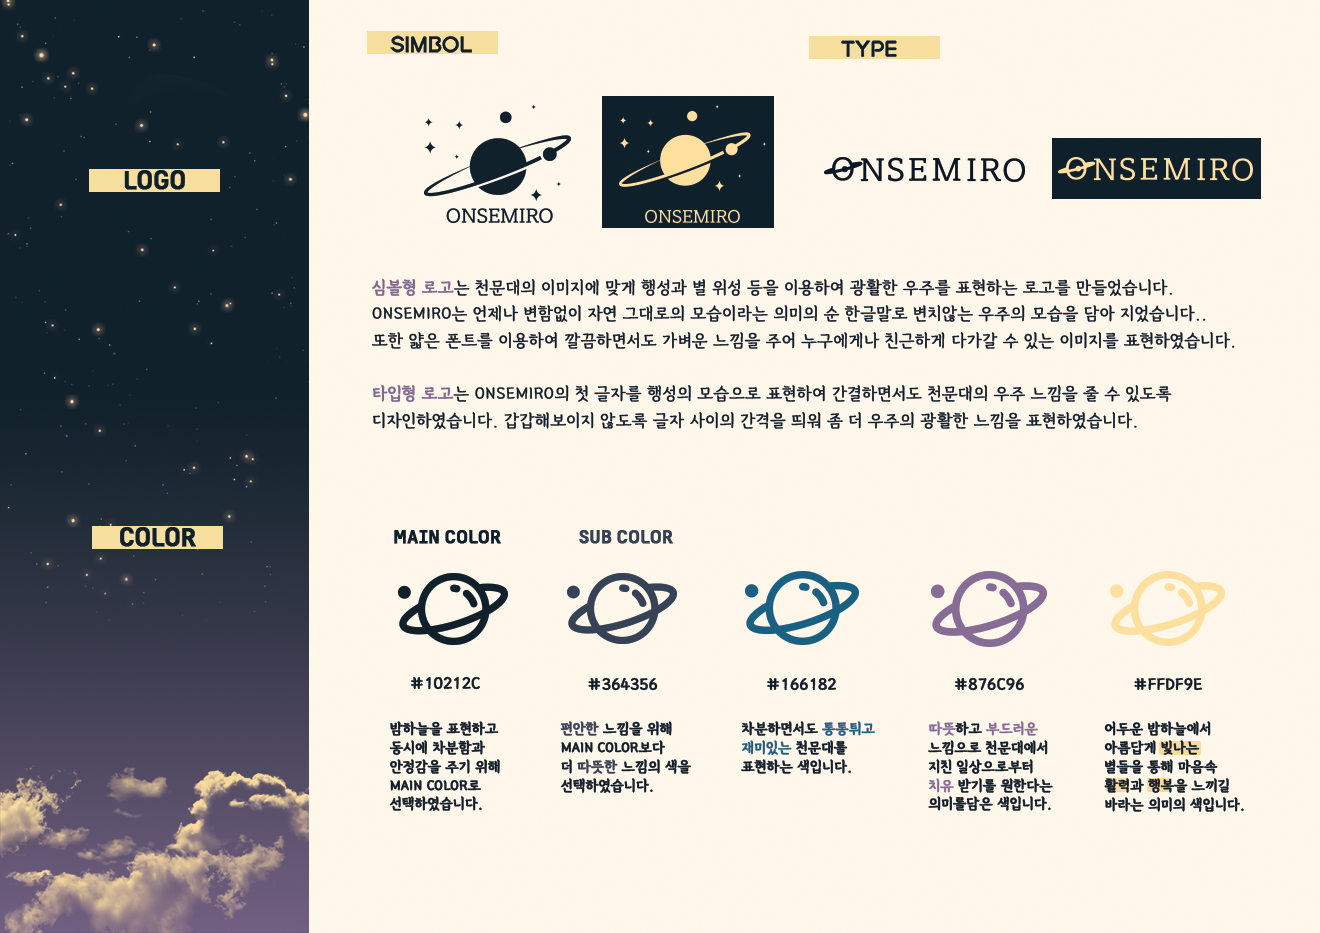 SIMBOL
TYPE
LOGO
ONSEMIRO
ONSEMIRO
ONSEMIRO
ONSEMIRO
심볼형 로고는 천문대의 이미지에 맞게 행성과 별 위성 등을 이용하여 광활한 우주를 표현하는 로고를 만들었습니다.
ONSEMIRO는 언제나 변함없이 자연 그대로의 모습이라는 의미의 순 한글말로 변치않는 우주의 모습을 담아 지었습니다..
또한 얇은 폰트를 이용하여 깔끔하면서도 가벼운 느낌을 주어 누구에게나 친근하게 다가갈 수 있는 이미지를 표현하였습니다.
타입형 로고는 ONSEMIRO의 첫 글자를 행성의 모습으로 표현하여 간결하면서도 천문대의 우주 느낌을 줄 수 있도록
디자인하였습니다. 갑갑해보이지 않도록 글자 사이의 간격을 띄워 좀 더 우주의 광활한 느낌을 표현하였습니다.
COLOR
MAIN COLOR
SUB COLOR
#10212C
#364356
#166182
#876C96
#FFDF9E
밤하늘을 표현하고
동시에 차분함과
안정감을 주기 위해
MAIN COLOR로
선택하였습니다.
편안한 느낌을 위해
MAIN COLOR보다
더 따뜻한 느낌의 색을
선택하였습니다.
차분하면서도 통통튀고
재미있는 천문대를
표현하는 색입니다.
따뜻하고 부드러운
느낌으로 천문대에서
지친 일상으로부터
치유 받기를 원한다는
의미를담은 색입니다.
어두운 밤하늘에서
아름답게 빛나는
별들을 통해 마음속
활력과 행복을 느끼길
바라는 의미의 색입니다.